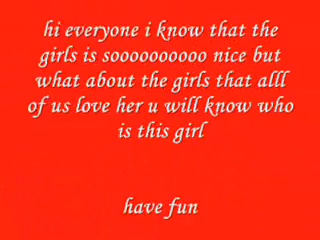 hi everyone i know that the
girls is soooooooooo nice but
what about the girls that alll
of us love her u will know who
is this girl
have fun